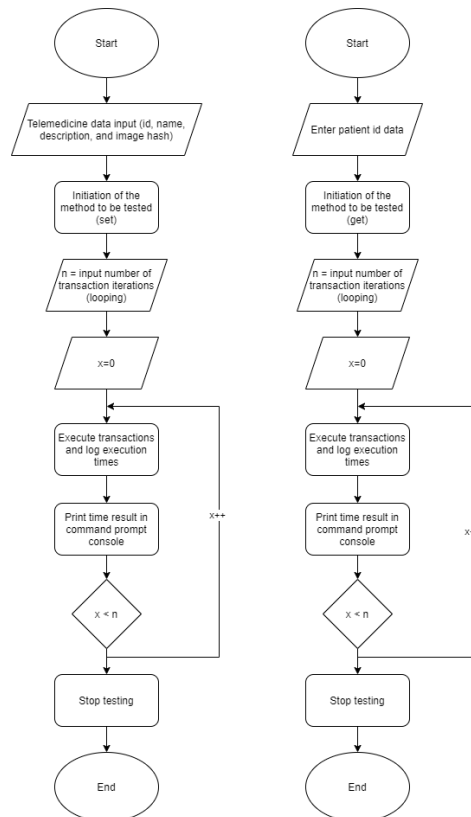 Start
Telemedicine data input (id, name,
description, and image hash)
Initiation of the
method to be tested
(set)
n = input number of
transaction iterations
(looping)
x=0
Execute transactions
and log execution
times
x++
Print time result in
command prompt
console
x < n
Stop testing
End
Start
Enter patient id data
Initiation of the
method to be tested
(get)
n = input number of
transaction iterations
(looping)
x=0
Execute transactions
and log execution
times
Print time result in
command prompt
console
x < n
Stop testing
End